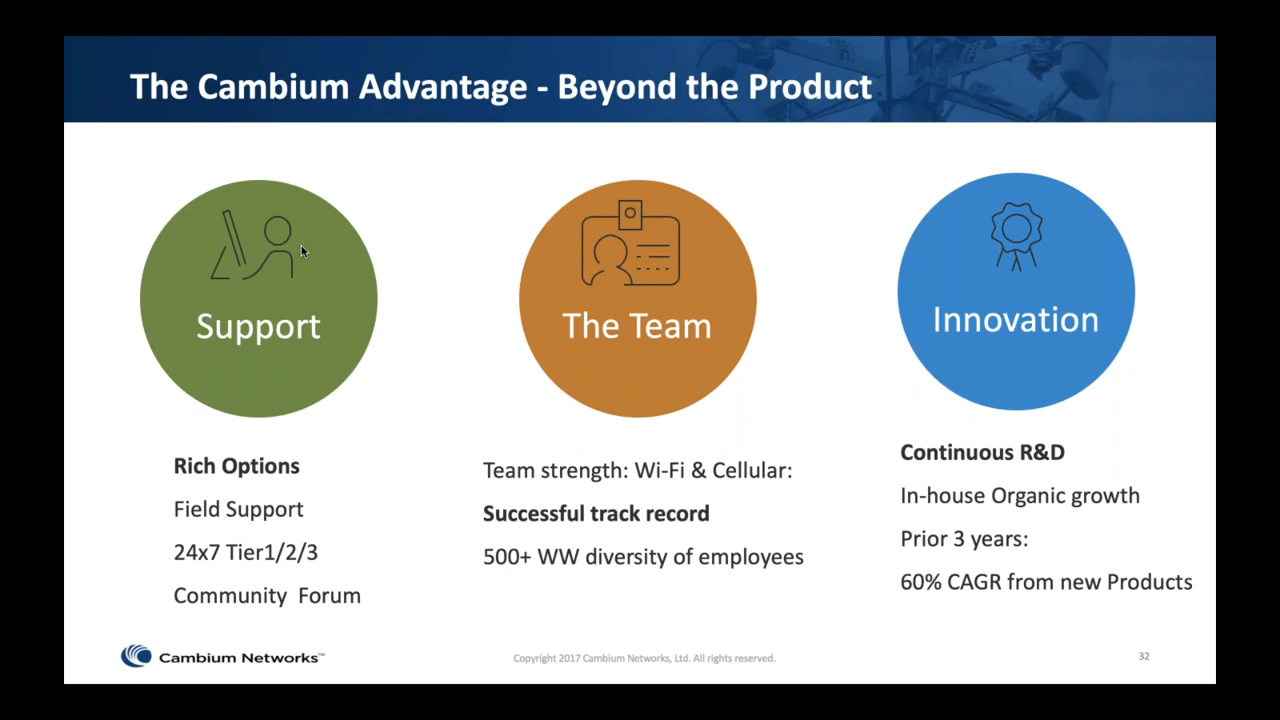 The Cambium Advantage - Beyond the Product
Support
Rich Options
Field Support
24x7 Tier1/2/3
Community  Forum
The Team
Team strength: Wi-Fi & Cellular:
Successful track record
500+ WW diversity of employees
Innovation
Continuous R&D
In-house Organic growth
Prior 3 years:
60% CAGR from new Products
Cambium Networks™
Copyright 2017 Cambium Networks, Ltd. All rights reserved.
32